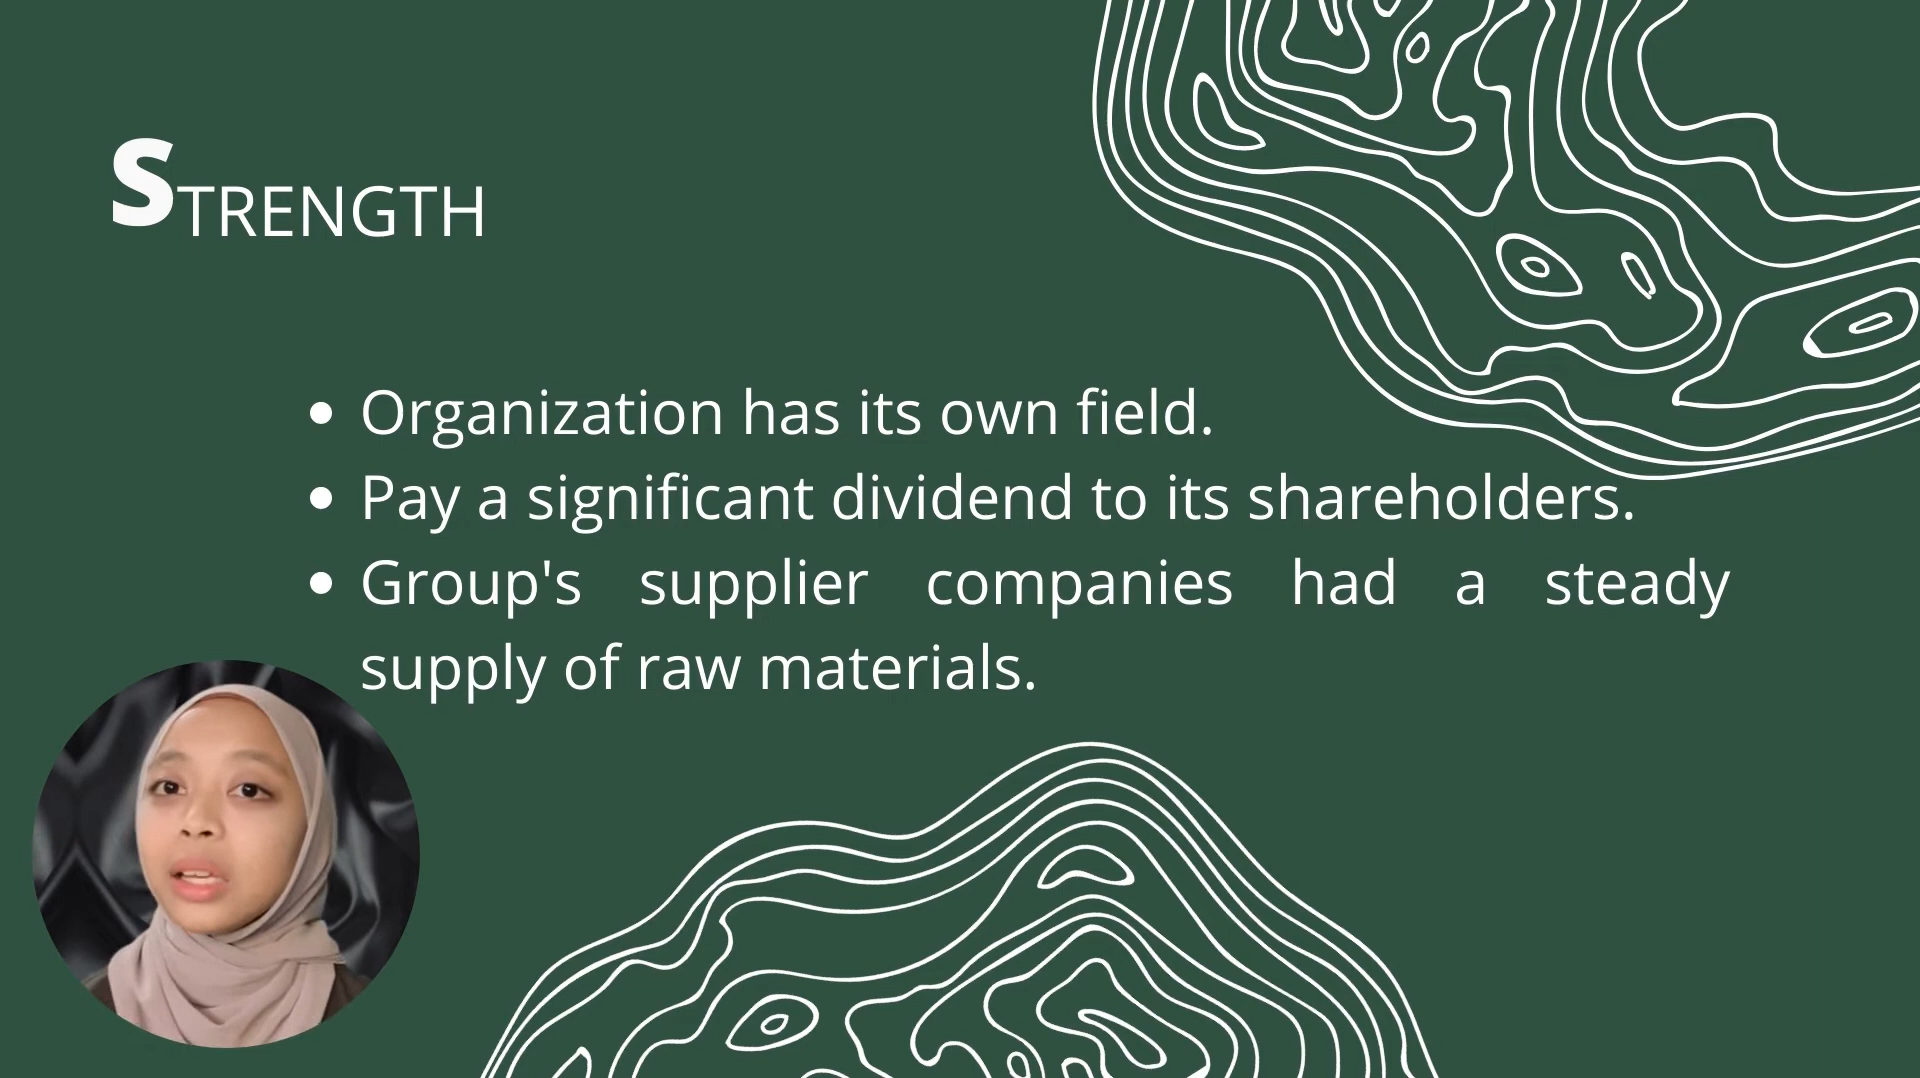 STRENGTH
• Organization has its own field.
• Pay a significant dividend to its shareholders.
• Group's supplier companies had a steady
supply of raw materials.